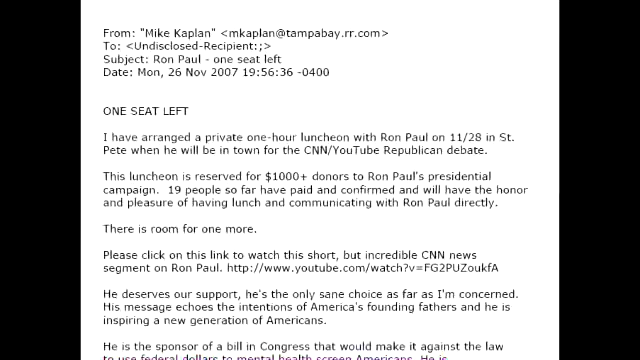 From: "Mike Kaplan" <mkaplan@tampabay.rr.com>
To: <Undisclosed-Recipient:;>
Subject: Ron Paul - one seat left
Date: Mon, 26 Nov 2007 19:56:36 -0400
ONE SEAT LEFT
I have arranged a private one-hour luncheon with Ron Paul on 11/28 in St.
Pete when he will be in town for the CNN/YouTube Republican debate.
This luncheon is reserved for $1000+ donors to Ron Paul's presidential
campaign.  19 people so far have paid and confirmed and will have the honor
and pleasure of having lunch and communicating with Ron Paul directly.
There is room for one more.
Please click on this link to watch this short, but incredible CNN news
segment on Ron Paul. http://www.youtube.com/watch?v=FG2PUZoukfA
He deserves our support, he's the only sane choice as far as I'm concerned.
His message echoes the intentions of America's founding fathers and he is
inspiring a new generation of Americans.
He is the sponsor of a bill in Congress that would make it against the law
to use federal dollars to mental health screen Americans. He is